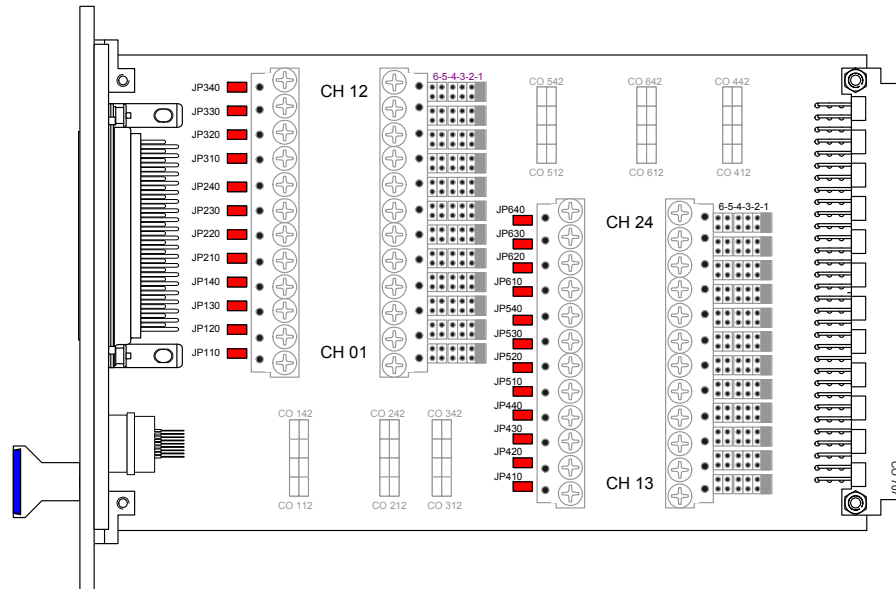 JP340
JP330
JP320
JP310
JP240
JP230
JP220
JP210
JP140
JP130
JP120
JP110
CH 12
CH 01
6-5-4-3-2-1
CO 542
CO 512
CO 642
CO 612
CO 442
CO 412
JP640
JP630
JP620
JP610
JP540
JP530
JP520
JP510
JP440
JP430
JP420
JP410
CH 24
CH 13
6-5-4-3-2-1
CO 142
CO 112
CO 242
CO 212
CO 342
CO 312